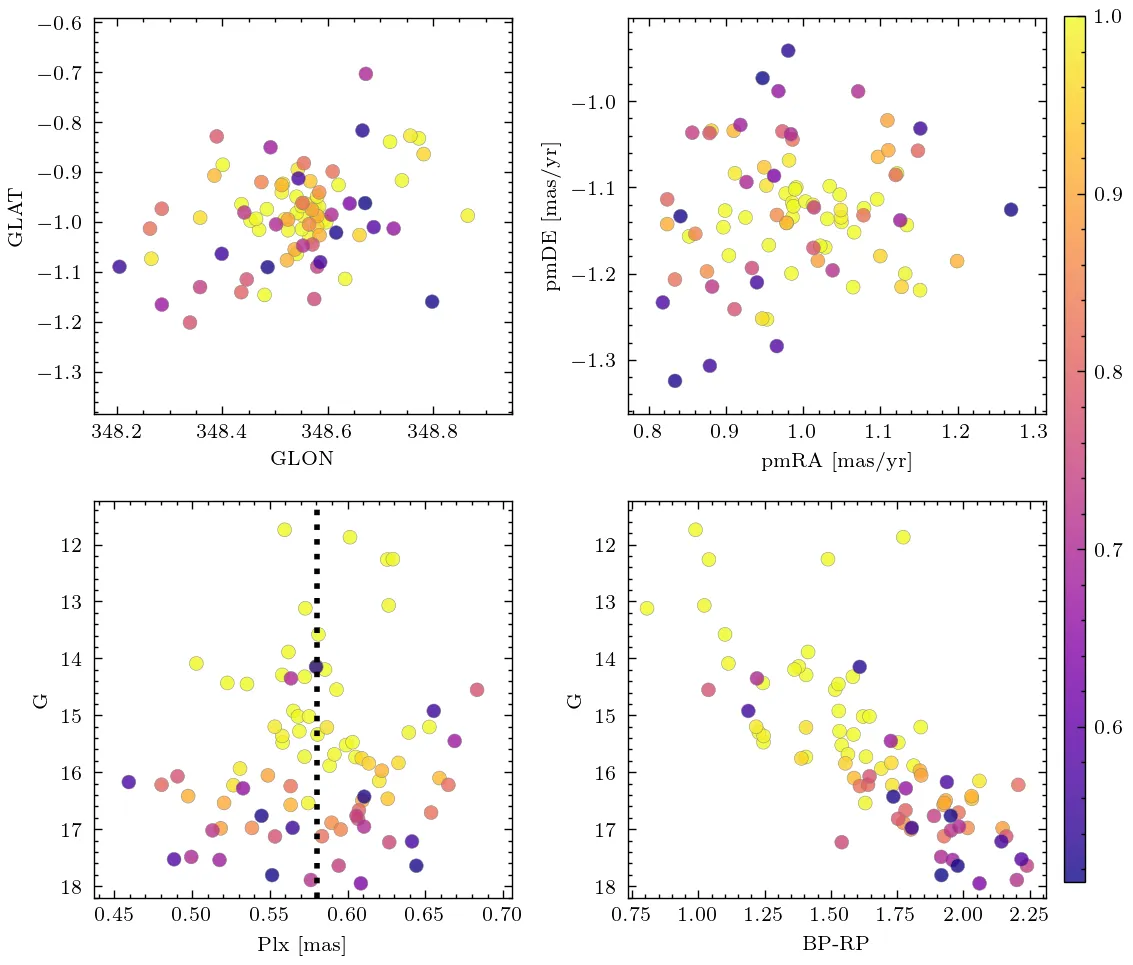 −0.6
−0.7
−0.8
−0.9
−1.0
−1.1
−1.2
−1.3
GLAT
348.2 348.4 348.6 348.8
GLON
−1.0
−1.1
−1.2
−1.3
pmDE [mas/yr]
0.8 0.9 1.0 1.1 1.2 1.3
pmRA [mas/yr]
12
13
14
15
16
17
18
G
0.45 0.50 0.55 0.60 0.65 0.70
Plx [mas]
12
13
14
15
16
17
18
G
0.75 1.00 1.25 1.50 1.75 2.00 2.25
BP-RP
1.0
0.9
0.8
0.7
0.6